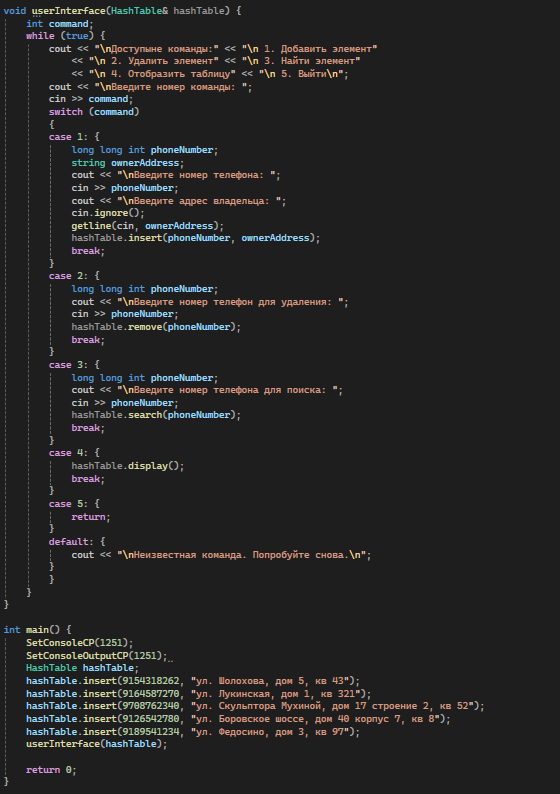 void userInterface(HashTable& hashTable) {
    int command;
    while (true) {
        cout << "\nДоступыне команды:" << "\n 1. Добавить элемент"
            << "\n 2. Удалить элемент" << "\n 3. Найти элемент"
            << "\n 4. Отобразить таблицу" << "\n 5. Выйти\n";
        cout << "\nВведите номер команды: ";
        cin >> command;
        switch (command)
        {
        case 1: {
            long long int phoneNumber;
            string ownerAddress;
            cout << "\nВведите номер телефона: ";
            cin >> phoneNumber;
            cout << "\nВведите адрес владельца: ";
            cin.ignore();
            getline(cin, ownerAddress);
            hashTable.insert(phoneNumber, ownerAddress);
            break;
        }
        case 2: {
            long long int phoneNumber;
            cout << "\nВведите номер телефон для удаления: ";
            cin >> phoneNumber;
            hashTable.remove(phoneNumber);
            break;
        }
        case 3: {
            long long int phoneNumber;
            cout << "\nВведите номер телефона для поиска: ";
            cin >> phoneNumber;
            hashTable.search(phoneNumber);
            break;
        }
        case 4: {
            hashTable.display();
            break;
        }
        case 5: {
            return;
        }
        default: {
            cout << "\nНеизвестная команда. Попробуйте снова.\n";
        }
        }
    }
}

int main() {
    SetConsoleCP(1251);
    SetConsoleOutputCP(1251);
    HashTable hashTable;
    hashTable.insert(9154318262, "ул. Шолохова, дом 5, кв 43");
    hashTable.insert(9164587270, "ул. Лукинская, дом 1, кв 321");
    hashTable.insert(9708762340, "ул. Скульптора Мухиной, дом 17 строение 2, кв 52");
    hashTable.insert(9126542780, "ул. Боровское шоссе, дом 40 корпус 7, кв 8");
    hashTable.insert(9189541234, "ул. Федосино, дом 3, кв 97");
    userInterface(hashTable);

    return 0;
}